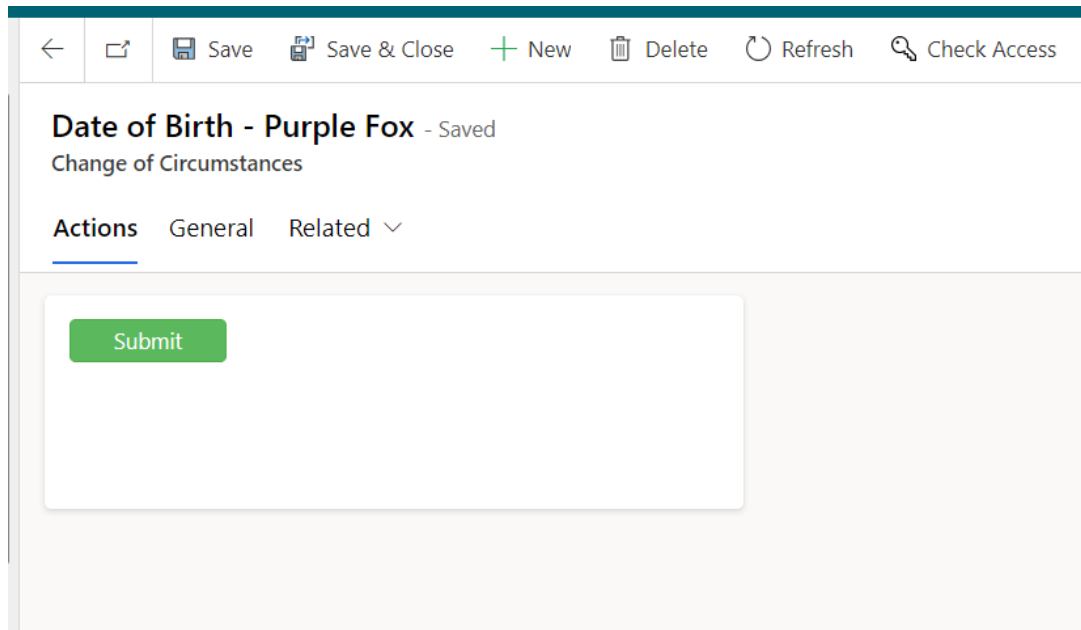 Save Save & Close New Delete Refresh Check Access
Date of Birth - Purple Fox - Saved
Change of Circumstances
Actions General Related
Submit